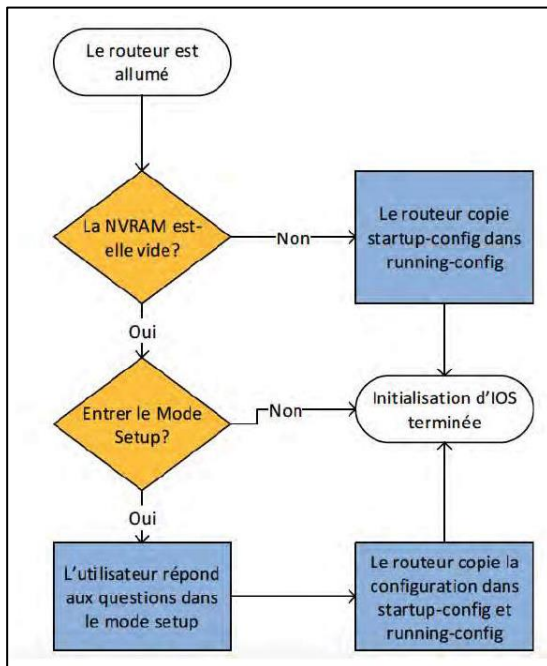 Le routeur est
allumé
La NVRAM est-
elle vide?
Non
Le routeur copie
startup-config dans
running-config
Oui
Entrer le Mode
Setup?
Non
Initialisation d'IOS
terminée
Oui
L'utilisateur répond
aux questions dans
le mode setup
Le routeur copie la
configuration dans
startup-config et
running-config